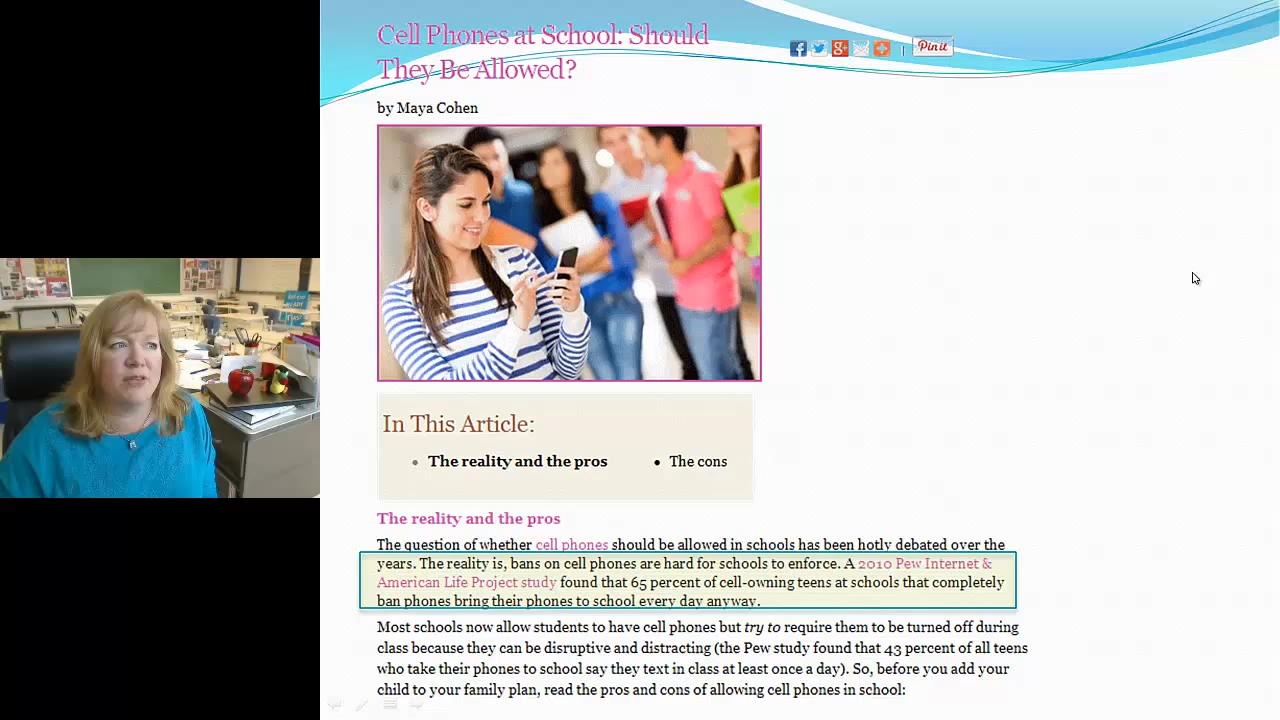 Cell Phones at School: Should
They Be Allowed?
| Pin it
by Maya Cohen
In This Article:
• The reality and the pros
• The cons
The reality and the pros
The question of whether cell phones should be allowed in schools has been hotly debated over the
years. The reality is, bans on cell phones are hard for schools to enforce. A 2010 Pew Internet &
American Life Project study found that 65 percent of cell-owning teens at schools that completely
ban phones bring their phones to school every day anyway.
Most schools now allow students to have cell phones but try to require them to be turned off during
class because they can be disruptive and distracting (the Pew study found that 43 percent of all teens
who take their phones to school say they text in class at least once a day). So, before you add your
child to your family plan, read the pros and cons of allowing cell phones in school: